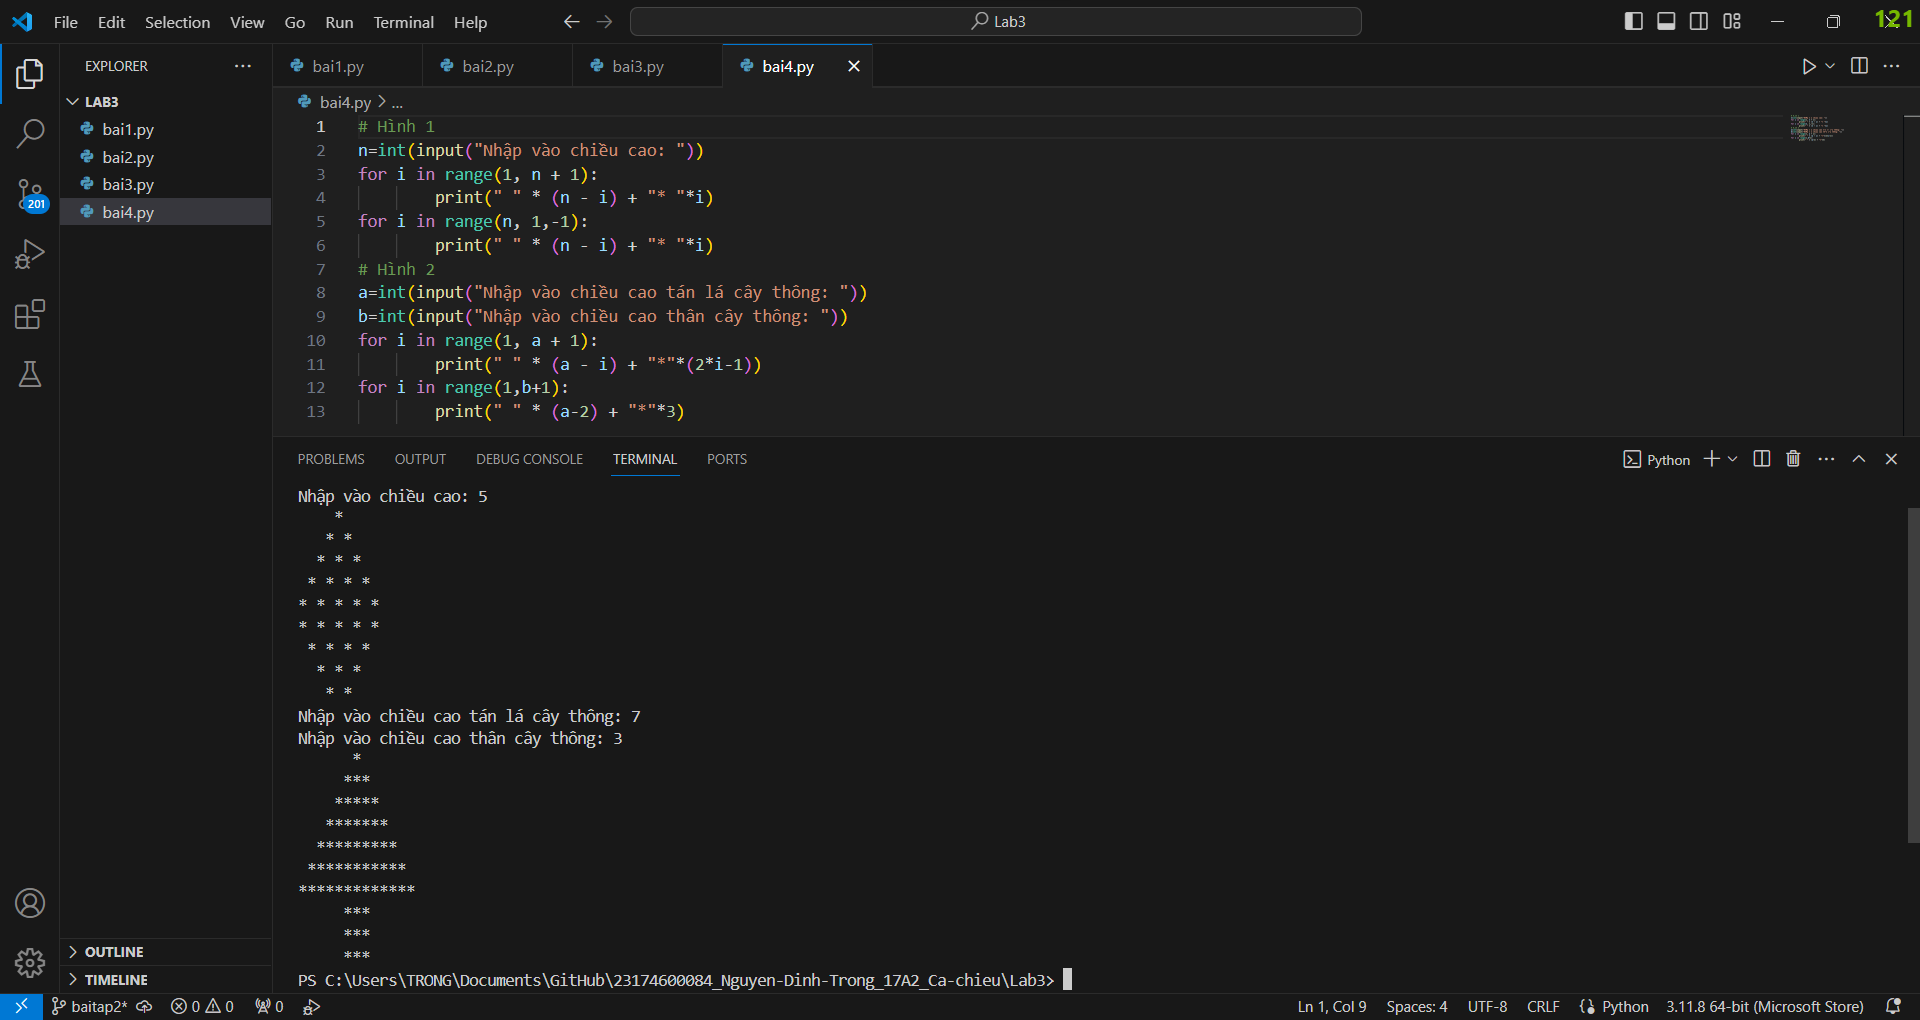 File Edit Selection View Go Run Terminal Help
Lab3
121
EXPLORER
LAB3
bai1.py
bai2.py
bai3.py
bai4.py
201
OUTLINE
TIMELINE
bai1.py bai2.py bai3.py bai4.py
bai4.py > ...
1 # Hình 1
2 n=int(input("Nhập vào chiều cao: "))
3 for i in range(1, n + 1):
4         print(" " * (n - i) + "* "*i)
5 for i in range(n, 1,-1):
6         print(" " * (n - i) + "* "*i)
7 # Hình 2
8 a=int(input("Nhập vào chiều cao tán lá cây thông: "))
9 b=int(input("Nhập vào chiều cao thân cây thông: "))
10 for i in range(1, a + 1):
11         print(" " * (a - i) + "*"*(2*i-1))
12 for i in range(1,b+1):
13         print(" " * (a-2) + "*"*3)
PROBLEMS OUTPUT DEBUG CONSOLE TERMINAL PORTS
Python
Nhập vào chiều cao: 5
    *
   * *
  * * *
 * * * *
* * * * *
* * * * *
 * * * *
  * * *
   * *
Nhập vào chiều cao tán lá cây thông: 7
Nhập vào chiều cao thân cây thông: 3
      *
     ***
    *****
   *******
  *********
 ***********
*************
     ***
     ***
     ***
PS C:\Users\TRONG\Documents\GitHub\23174600084_Nguyen-Dinh-Trong_17A2_Ca-chieu\Lab3>
baitap2* 0 0 0 Ln 1, Col 9 Spaces: 4 UTF-8 CRLF Python 3.11.8 64-bit (Microsoft Store)